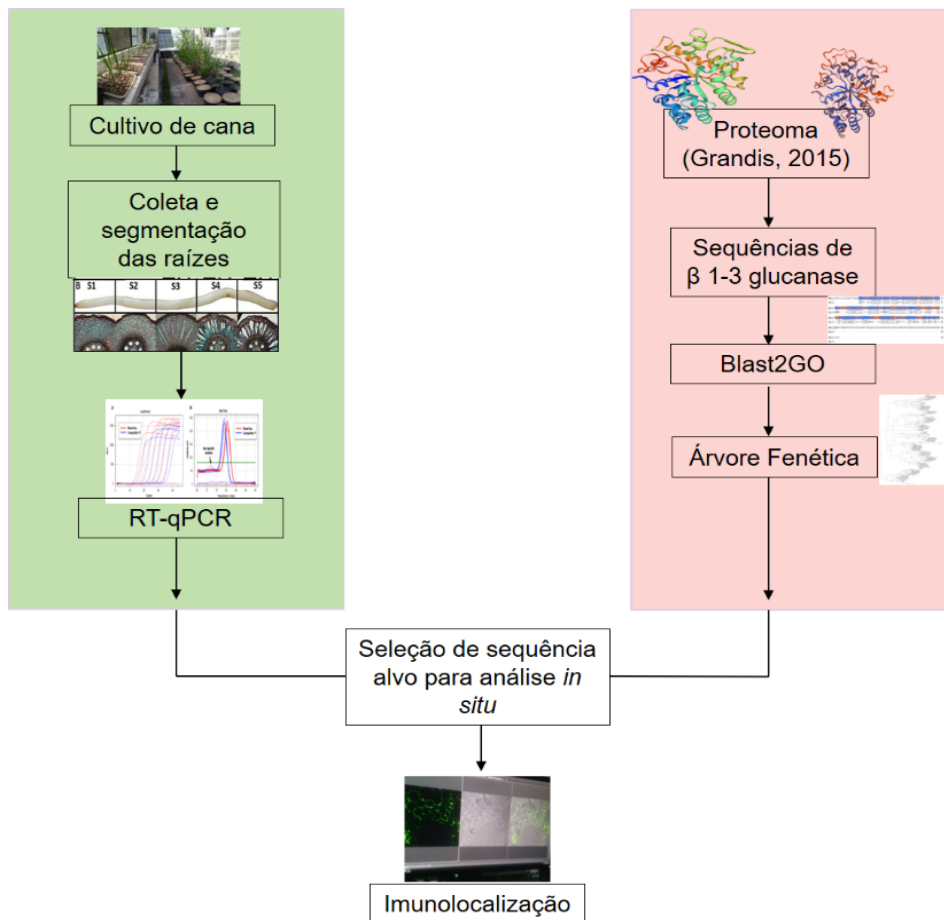 Cultivo de cana
Coleta e
segmentação
das raízes
B S1 S2 S3 S4 S5
RT-qPCR
Proteoma
(Grandis, 2015)
Sequências de
β 1-3 glucanase
Blast2GO
Árvore Fenética
Seleção de sequência
alvo para análise in
situ
Imunolocalização